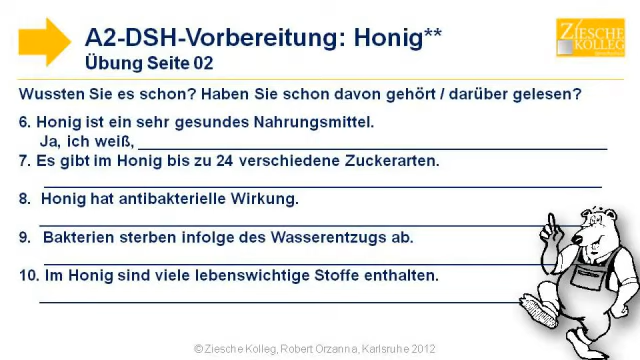 A2-DSH-Vorbereitung: Honig**
Übung Seite 02
ZIESCHE
KOLLEG
Wussten Sie es schon? Haben Sie schon davon gehört / darüber gelesen?
6. Honig ist ein sehr gesundes Nahrungsmittel.
Ja, ich weiß,
7. Es gibt im Honig bis zu 24 verschiedene Zuckerarten.
8. Honig hat antibakterielle Wirkung.
9. Bakterien sterben infolge des Wasserentzugs ab.
10. Im Honig sind viele lebenswichtige Stoffe enthalten.
©Ziesche Kolleg, Robert Orzanna, Karlsruhe 2012